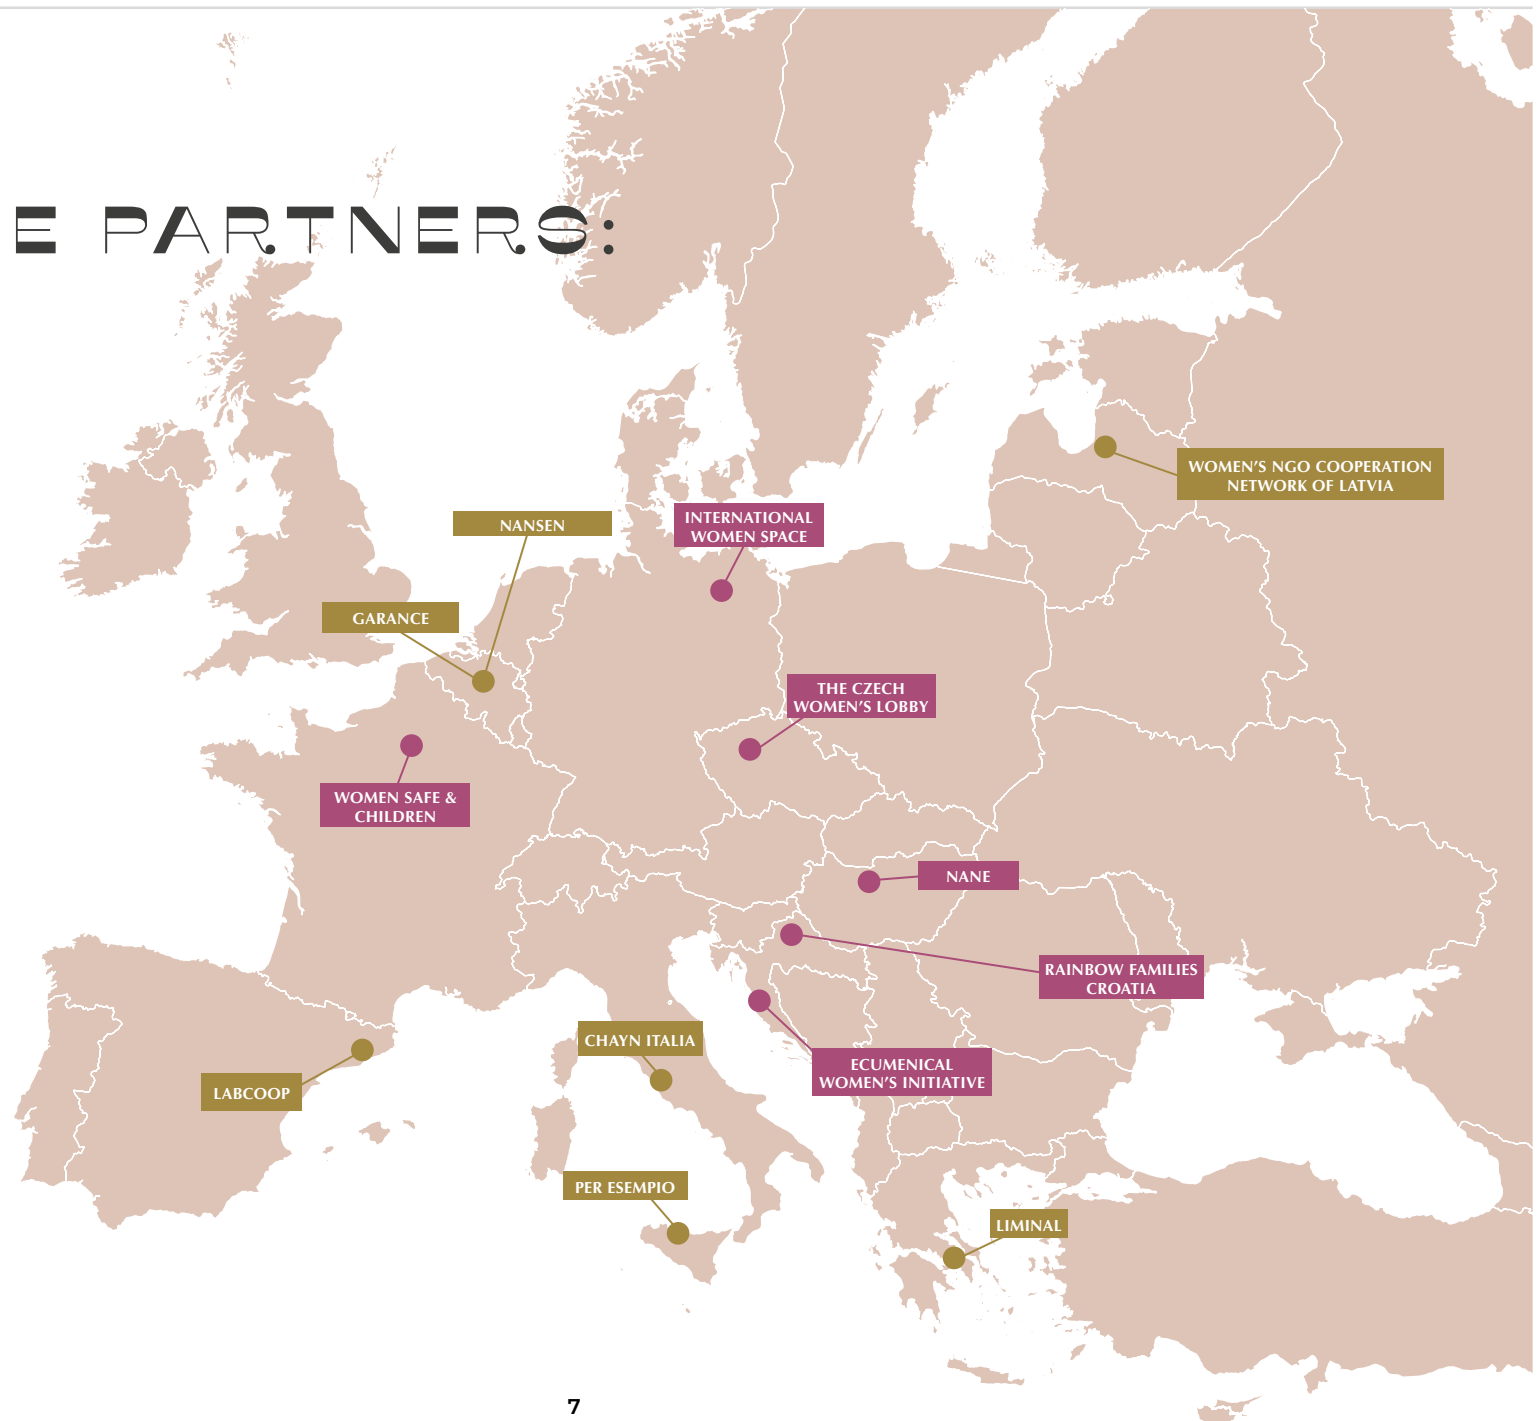 E PARTNERS:
WOMEN’S NGO COOPERATION
NETWORK OF LATVIA
NANSEN
INTERNATIONAL
WOMEN SPACE
GARANCE
THE CZECH
WOMEN’S LOBBY
WOMEN SAFE &
CHILDREN
NANE
RAINBOW FAMILIES
CROATIA
CHAYN ITALIA
ECUMENICAL
WOMEN’S INITIATIVE
LABCOOP
PER ESEMPIO
LIMINAL
7